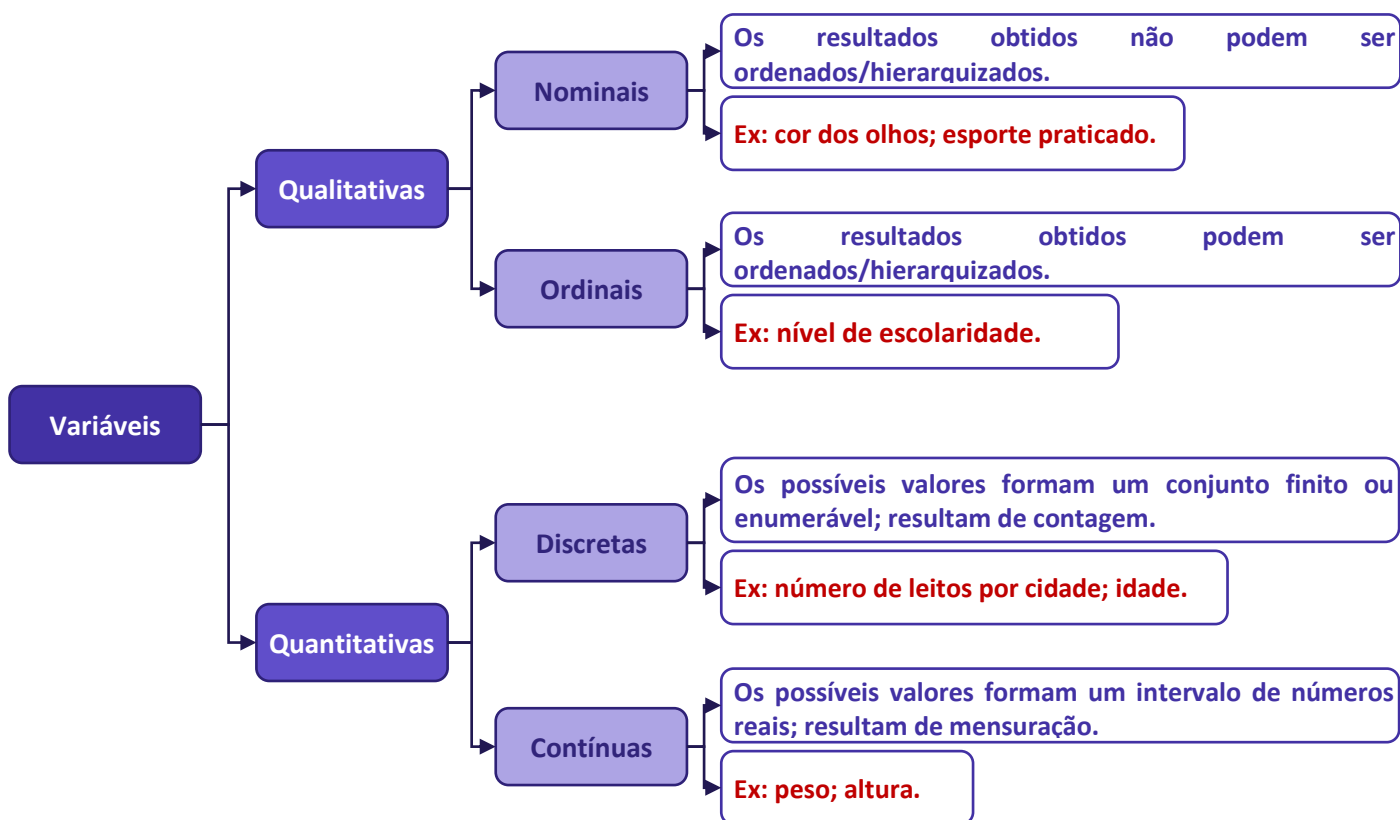 Variáveis
Qualitativas
Nominais
Os resultados obtidos não podem ser
ordenados/hierarquizados.
Ex: cor dos olhos; esporte praticado.
Ordinais
Os resultados obtidos podem ser
ordenados/hierarquizados.
Ex: nível de escolaridade.
Quantitativas
Discretas
Os possíveis valores formam um conjunto finito ou
enumerável; resultam de contagem.
Ex: número de leitos por cidade; idade.
Contínuas
Os possíveis valores formam um intervalo de números
reais; resultam de mensuração.
Ex: peso; altura.